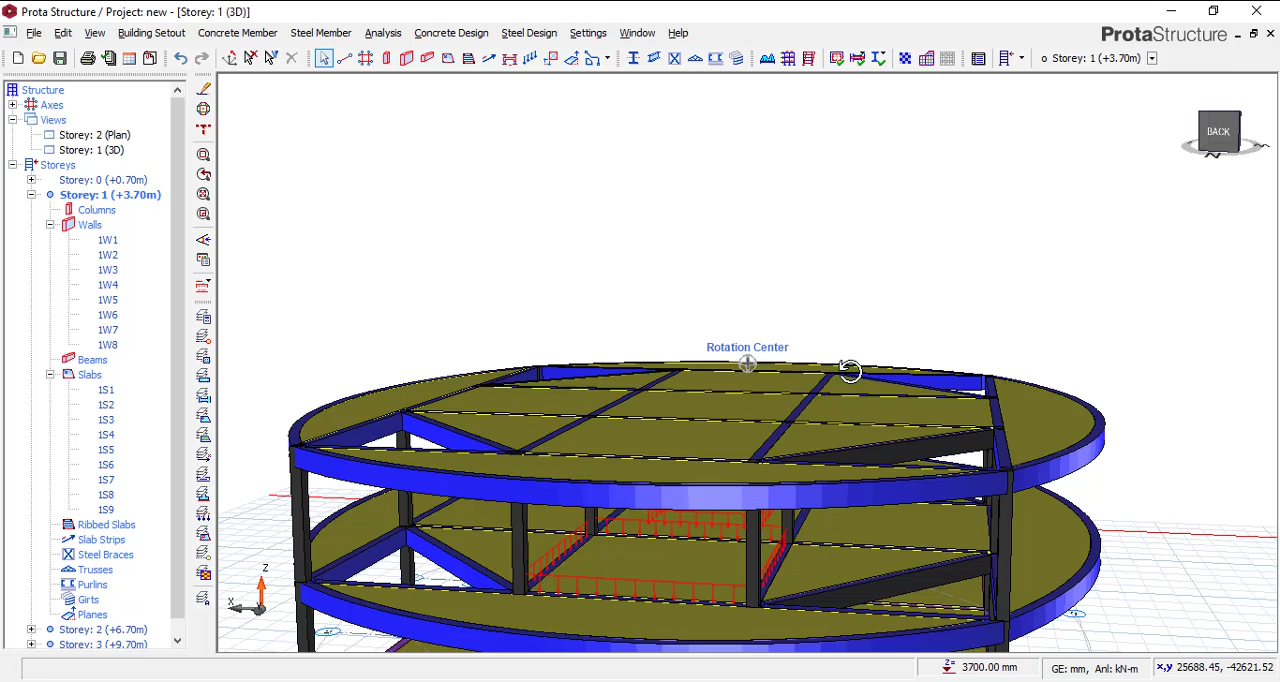 Prota Structure / Project: new - [Storey: 1 (3D)]
File Edit View Building Setout Concrete Member Steel Member Analysis Concrete Design Steel Design Settings Window Help
ProtaStructure
Storey: 1 (+3.70m)
Structure
Axes
Views
Storey: 2 (Plan)
Storey: 1 (3D)
Storeys
Storey: 0 (+0.70m)
Storey: 1 (+3.70m)
Columns
Walls
1W1
1W2
1W3
1W4
1W5
1W6
1W7
1W8
Beams
Slabs
1S1
1S2
1S3
1S4
1S5
1S6
1S7
1S8
1S9
Ribbed Slabs
Slab Strips
Steel Braces
Trusses
Purlins
Girts
Planes
Storey: 2 (+6.70m)
Storey: 3 (+9.70m)
BACK
Rotation Center
Z
X
Z= 3700.00 mm
GE: mm, Anl: kN-m
x,y 25688.45, -42621.52